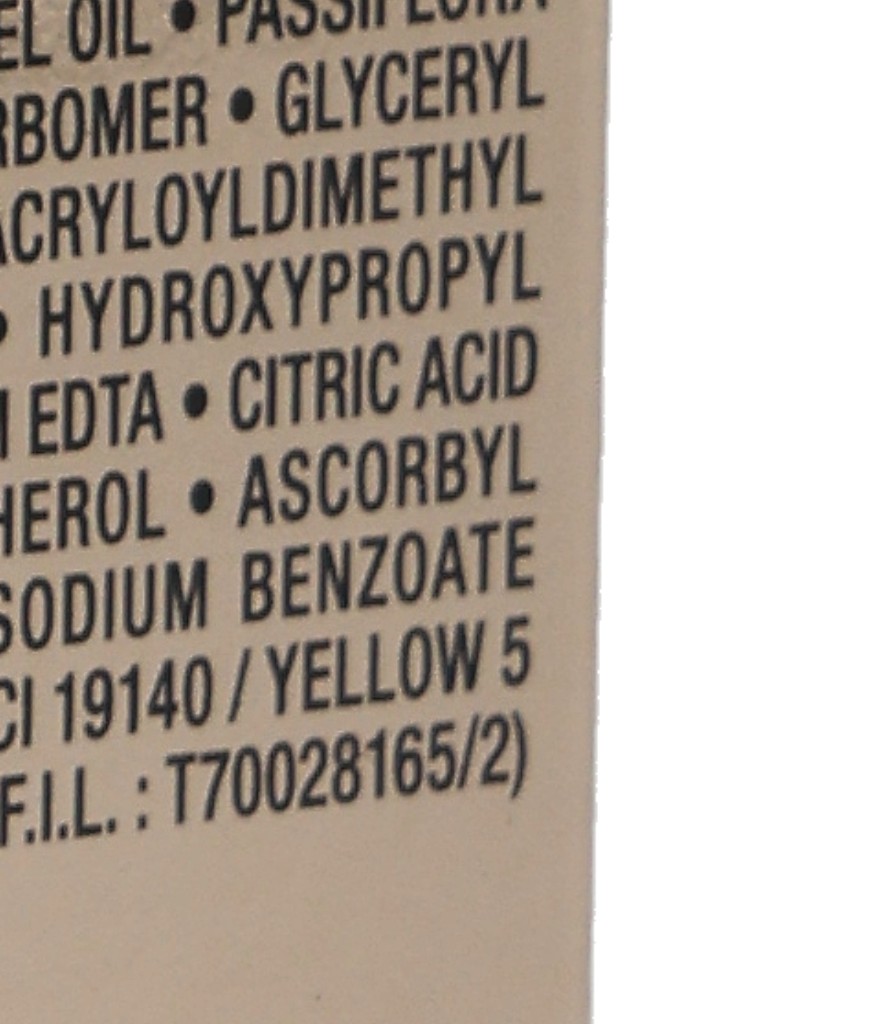 EL OIL • PASSIFLORA
RBOMER • GLYCERYL
ACRYLOYLDIMETHYL
• HYDROXYPROPYL
EDTA • CITRIC ACID
HEROL • ASCORBYL
SODIUM BENZOATE
CI 19140 / YELLOW 5
F.I.L. : T70028165/2)